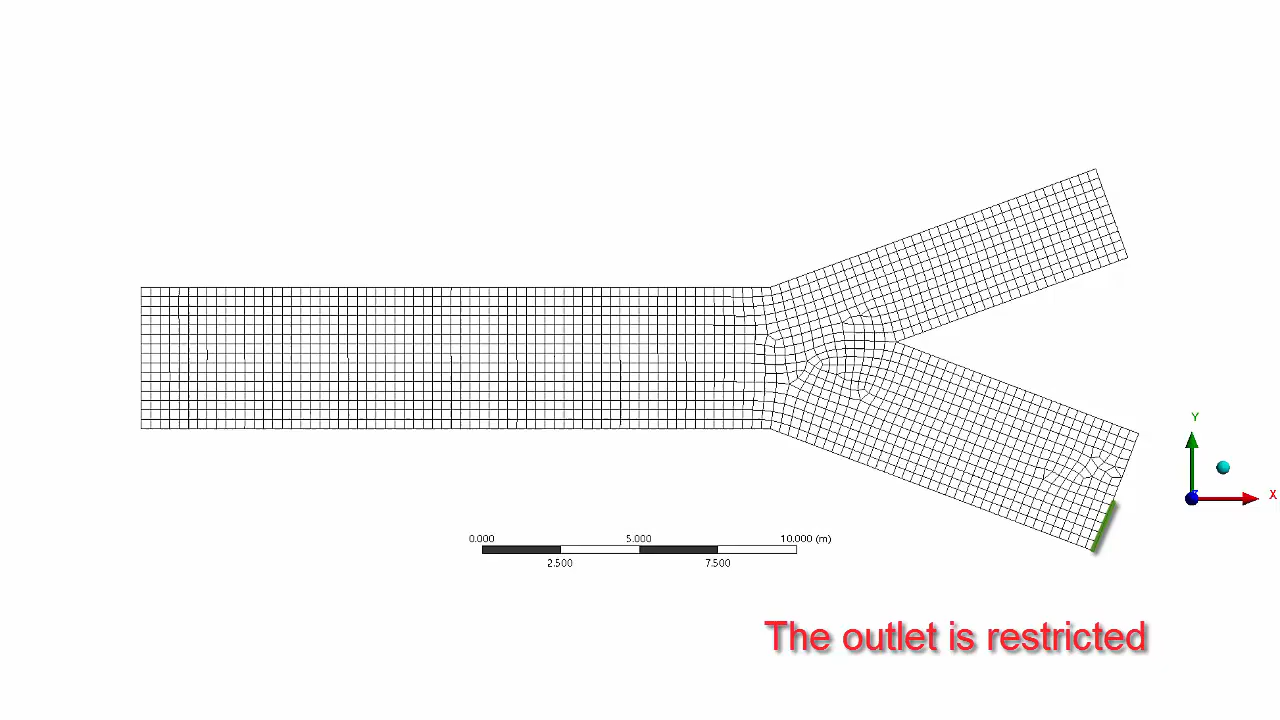 Y
Z
X
0.000 5.000 10.000 (m)
2.500 7.500
The outlet is restricted